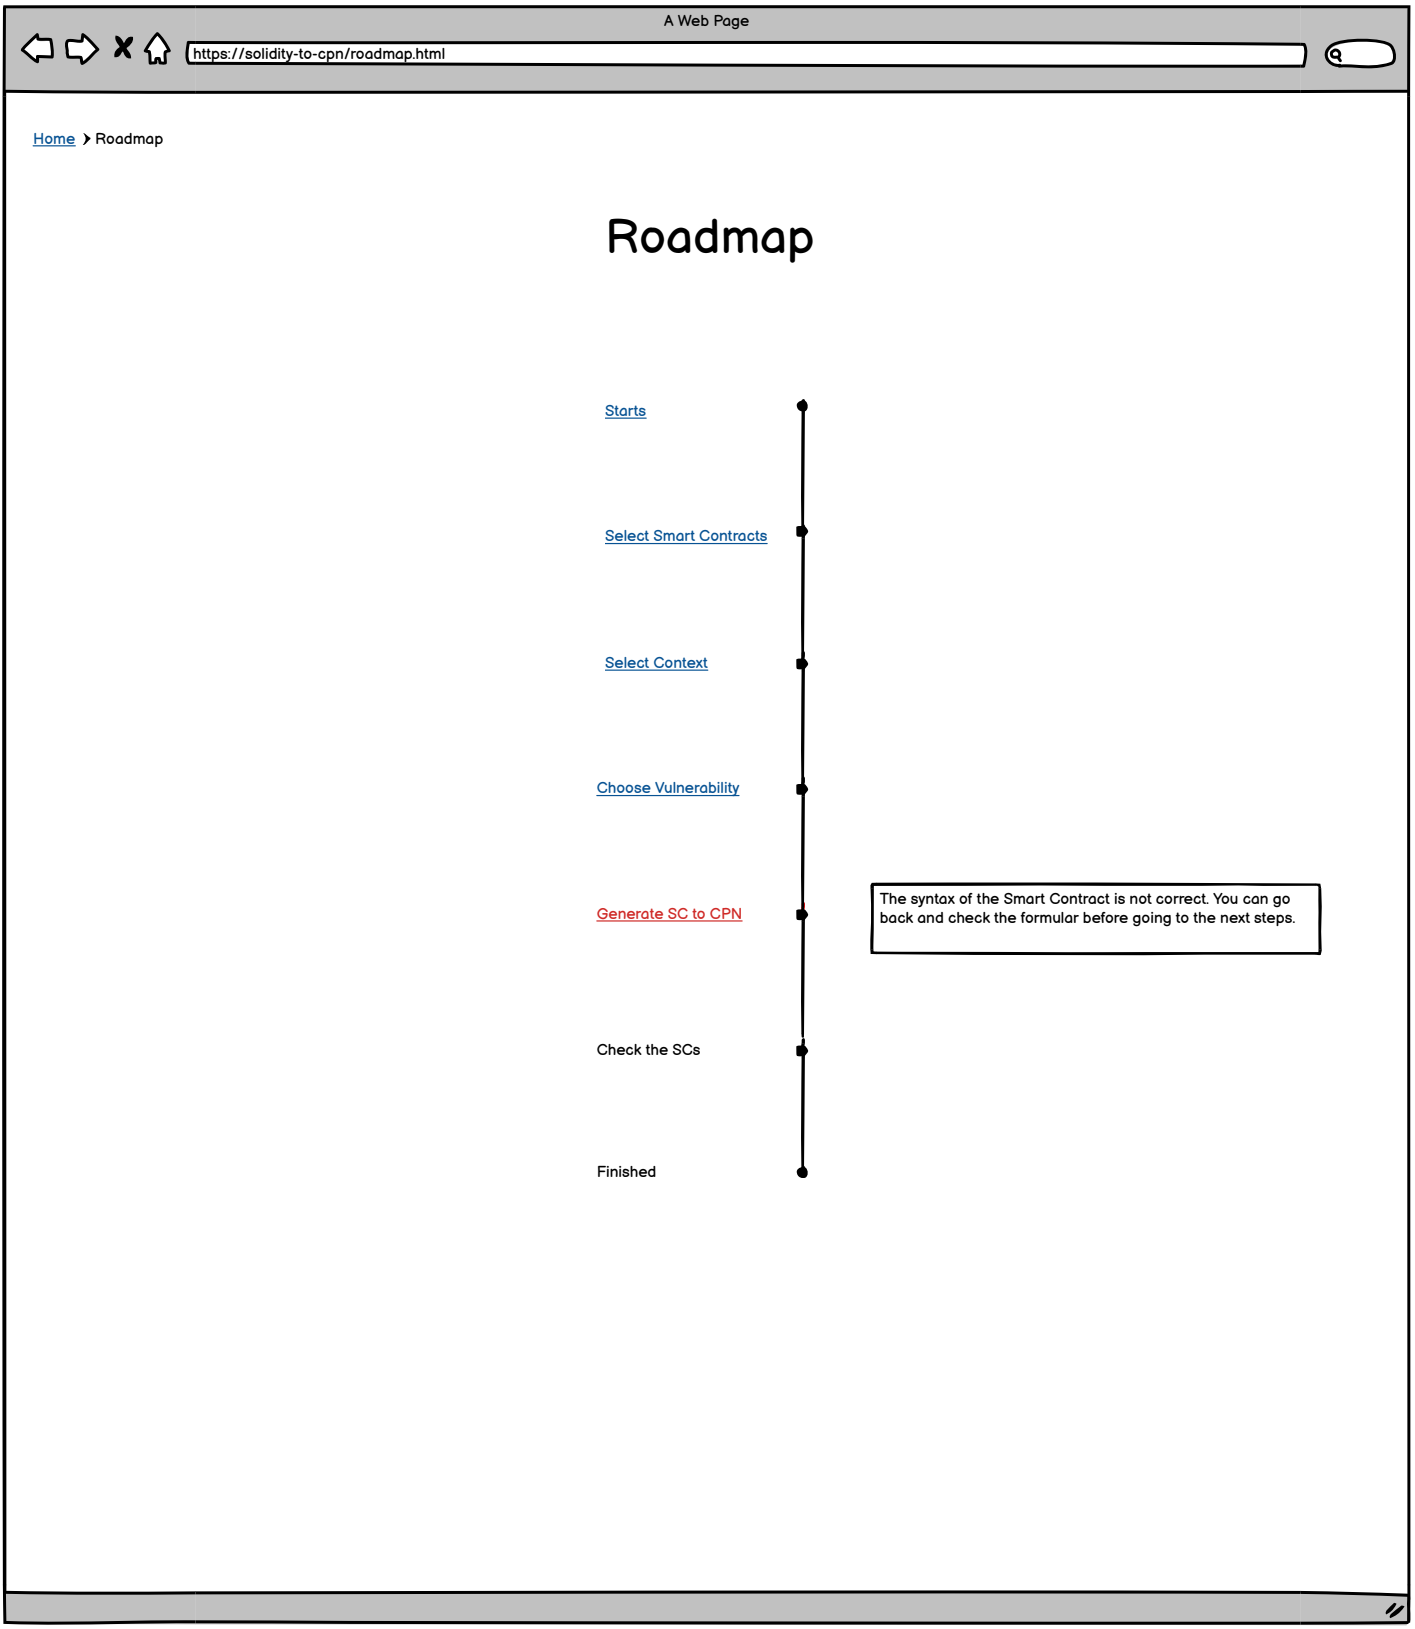 A Web Page
https://solidity-to-cpn/roadmap.html
Home Roadmap
Roadmap
Starts
Select Smart Contracts
Select Context
Choose Vulnerability
Generate SC to CPN
The syntax of the Smart Contract is not correct. You can go
back and check the formular before going to the next steps.
Check the SCs
Finished